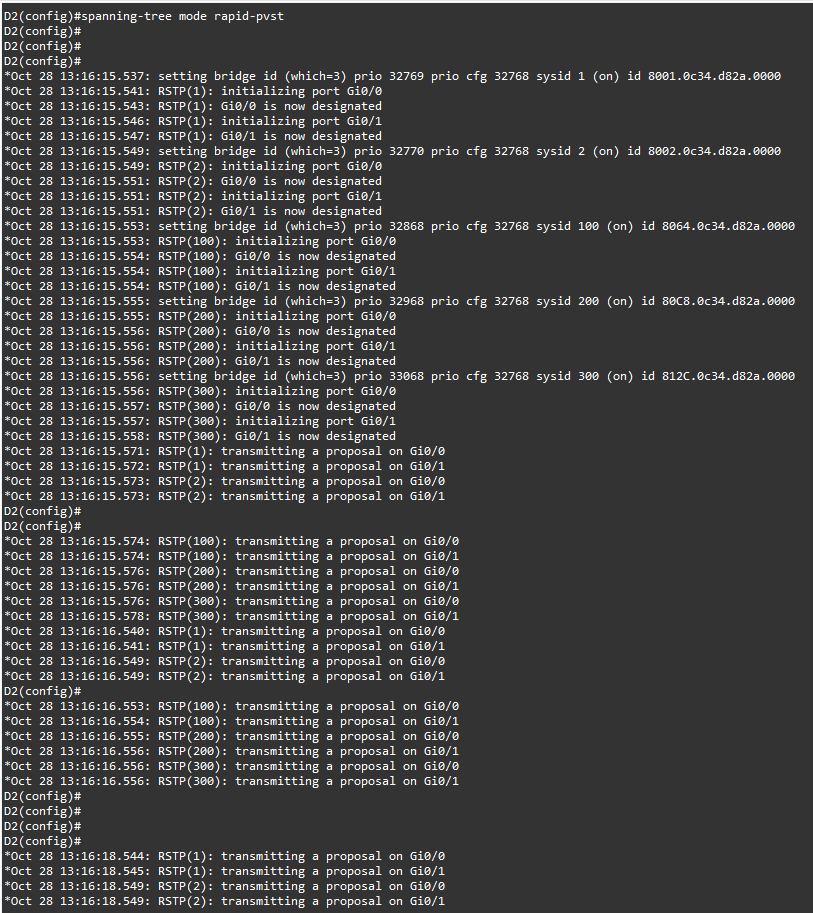 D2(config)#spanning-tree mode rapid-pvst
D2(config)#
D2(config)#
D2(config)#
*Oct 28 13:16:15.537: setting bridge id (which=3) prio 32769 prio cfg 32768 sysid 1 (on) id 8001.0c34.d82a.0000
*Oct 28 13:16:15.541: RSTP(1): initializing port Gi0/0
*Oct 28 13:16:15.543: RSTP(1): Gi0/0 is now designated
*Oct 28 13:16:15.546: RSTP(1): initializing port Gi0/1
*Oct 28 13:16:15.547: RSTP(1): Gi0/1 is now designated
*Oct 28 13:16:15.549: setting bridge id (which=3) prio 32770 prio cfg 32768 sysid 2 (on) id 8002.0c34.d82a.0000
*Oct 28 13:16:15.549: RSTP(2): initializing port Gi0/0
*Oct 28 13:16:15.551: RSTP(2): Gi0/0 is now designated
*Oct 28 13:16:15.551: RSTP(2): initializing port Gi0/1
*Oct 28 13:16:15.551: RSTP(2): Gi0/1 is now designated
*Oct 28 13:16:15.553: setting bridge id (which=3) prio 32868 prio cfg 32768 sysid 100 (on) id 8064.0c34.d82a.0000
*Oct 28 13:16:15.553: RSTP(100): initializing port Gi0/0
*Oct 28 13:16:15.554: RSTP(100): Gi0/0 is now designated
*Oct 28 13:16:15.554: RSTP(100): initializing port Gi0/1
*Oct 28 13:16:15.554: RSTP(100): Gi0/1 is now designated
*Oct 28 13:16:15.555: setting bridge id (which=3) prio 32968 prio cfg 32768 sysid 200 (on) id 80C8.0c34.d82a.0000
*Oct 28 13:16:15.555: RSTP(200): initializing port Gi0/0
*Oct 28 13:16:15.556: RSTP(200): Gi0/0 is now designated
*Oct 28 13:16:15.556: RSTP(200): initializing port Gi0/1
*Oct 28 13:16:15.556: RSTP(200): Gi0/1 is now designated
*Oct 28 13:16:15.556: setting bridge id (which=3) prio 33068 prio cfg 32768 sysid 300 (on) id 812C.0c34.d82a.0000
*Oct 28 13:16:15.556: RSTP(300): initializing port Gi0/0
*Oct 28 13:16:15.557: RSTP(300): Gi0/0 is now designated
*Oct 28 13:16:15.557: RSTP(300): initializing port Gi0/1
*Oct 28 13:16:15.558: RSTP(300): Gi0/1 is now designated
*Oct 28 13:16:15.571: RSTP(1): transmitting a proposal on Gi0/0
*Oct 28 13:16:15.572: RSTP(1): transmitting a proposal on Gi0/1
*Oct 28 13:16:15.573: RSTP(2): transmitting a proposal on Gi0/0
*Oct 28 13:16:15.573: RSTP(2): transmitting a proposal on Gi0/1
D2(config)#
D2(config)#
*Oct 28 13:16:15.574: RSTP(100): transmitting a proposal on Gi0/0
*Oct 28 13:16:15.574: RSTP(100): transmitting a proposal on Gi0/1
*Oct 28 13:16:15.576: RSTP(200): transmitting a proposal on Gi0/0
*Oct 28 13:16:15.576: RSTP(200): transmitting a proposal on Gi0/1
*Oct 28 13:16:15.576: RSTP(300): transmitting a proposal on Gi0/0
*Oct 28 13:16:15.578: RSTP(300): transmitting a proposal on Gi0/1
*Oct 28 13:16:16.540: RSTP(1): transmitting a proposal on Gi0/0
*Oct 28 13:16:16.541: RSTP(1): transmitting a proposal on Gi0/1
*Oct 28 13:16:16.549: RSTP(2): transmitting a proposal on Gi0/0
*Oct 28 13:16:16.549: RSTP(2): transmitting a proposal on Gi0/1
D2(config)#
*Oct 28 13:16:16.553: RSTP(100): transmitting a proposal on Gi0/0
*Oct 28 13:16:16.554: RSTP(100): transmitting a proposal on Gi0/1
*Oct 28 13:16:16.555: RSTP(200): transmitting a proposal on Gi0/0
*Oct 28 13:16:16.556: RSTP(200): transmitting a proposal on Gi0/1
*Oct 28 13:16:16.556: RSTP(300): transmitting a proposal on Gi0/0
*Oct 28 13:16:16.556: RSTP(300): transmitting a proposal on Gi0/1
D2(config)#
D2(config)#
D2(config)#
D2(config)#
*Oct 28 13:16:18.544: RSTP(1): transmitting a proposal on Gi0/0
*Oct 28 13:16:18.545: RSTP(1): transmitting a proposal on Gi0/1
*Oct 28 13:16:18.549: RSTP(2): transmitting a proposal on Gi0/0
*Oct 28 13:16:18.549: RSTP(2): transmitting a proposal on Gi0/1